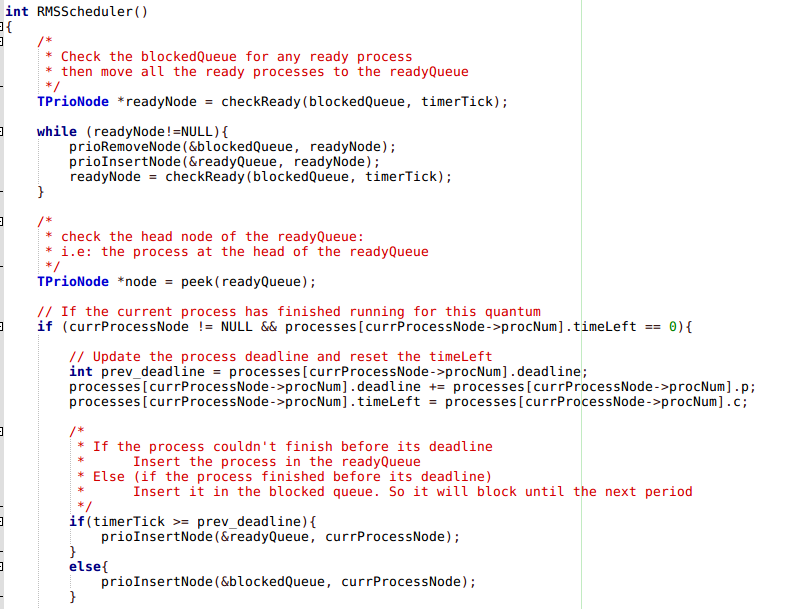 int RMSScheduler()
{
    /*
     * Check the blockedQueue for any ready process
     * then move all the ready processes to the readyQueue
     */
    TPrioNode *readyNode = checkReady(blockedQueue, timerTick);

    while (readyNode!=NULL){
        prioRemoveNode(&blockedQueue, readyNode);
        prioInsertNode(&readyQueue, readyNode);
        readyNode = checkReady(blockedQueue, timerTick);
    }

    /*
     * check the head node of the readyQueue:
     * i.e: the process at the head of the readyQueue
     */
    TPrioNode *node = peek(readyQueue);

    // If the current process has finished running for this quantum
    if (currProcessNode != NULL && processes[currProcessNode->procNum].timeLeft == 0){

        // Update the process deadline and reset the timeLeft
        int prev_deadline = processes[currProcessNode->procNum].deadline;
        processes[currProcessNode->procNum].deadline += processes[currProcessNode->procNum].p;
        processes[currProcessNode->procNum].timeLeft = processes[currProcessNode->procNum].c;

        /*
         * If the process couldn't finish before its deadline
         *      Insert the process in the readyQueue
         * Else (if the process finished before its deadline)
         *      Insert it in the blocked queue. So it will block until the next period
         */
        if(timerTick >= prev_deadline){
            prioInsertNode(&readyQueue, currProcessNode);
        }
        else{
            prioInsertNode(&blockedQueue, currProcessNode);
        }